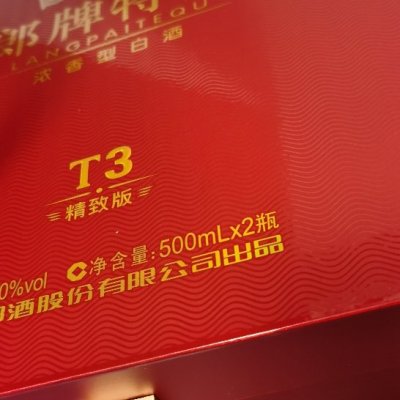 郎牌特
LANGPAITEQU
浓香型白酒
T3
精致版
0%vol 净含量:500mLx2瓶
酒股份有限公司出品